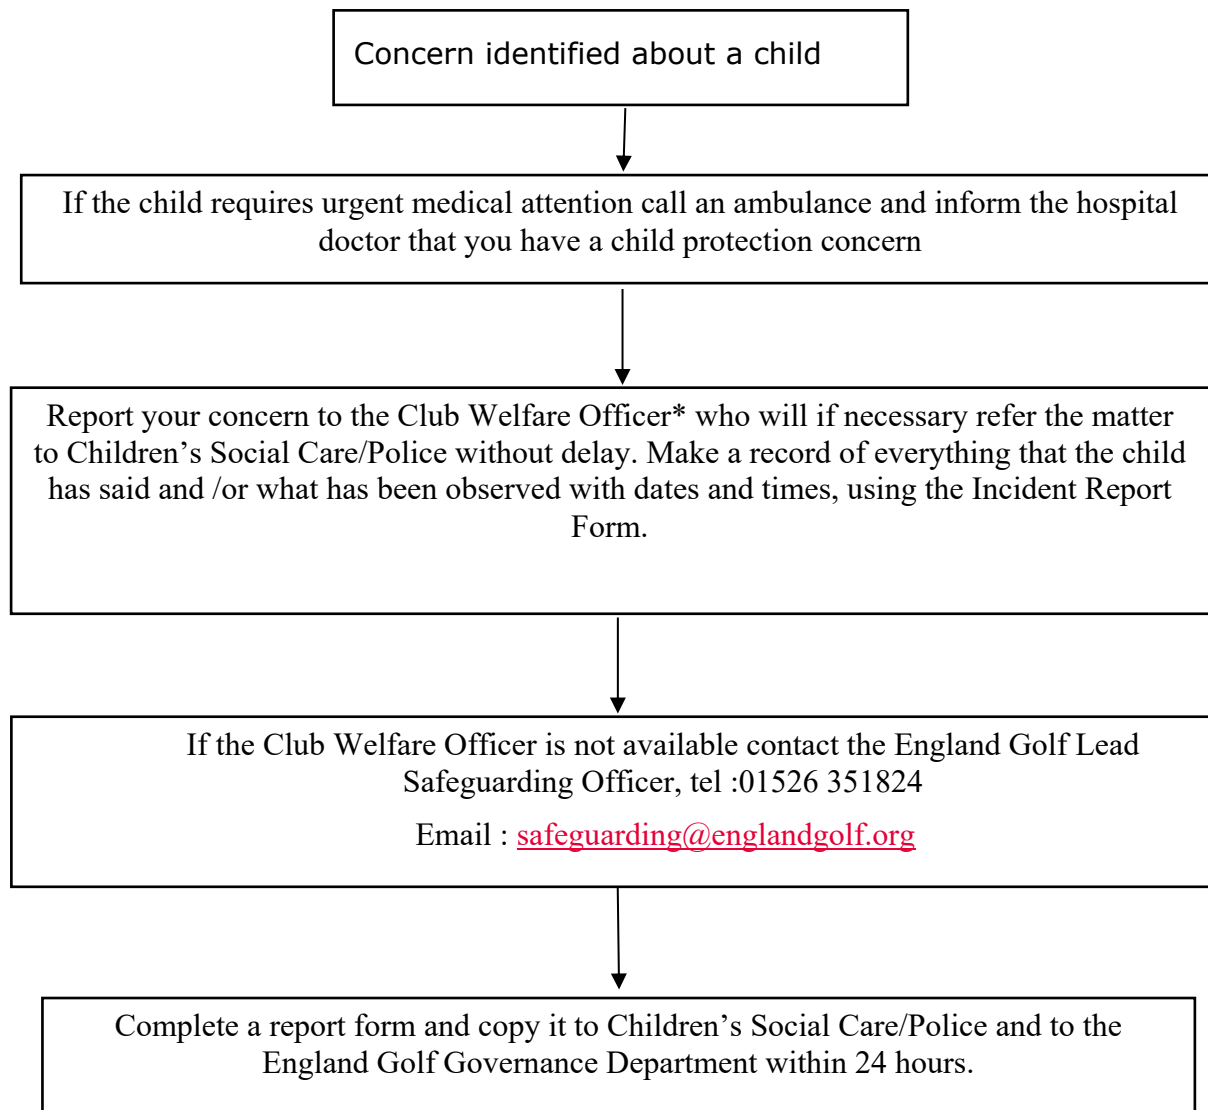 Concern identified about a child
If the child requires urgent medical attention call an ambulance and inform the hospital
doctor that you have a child protection concern
Report your concern to the Club Welfare Officer* who will if necessary refer the matter
to Children’s Social Care/Police without delay. Make a record of everything that the child
has said and /or what has been observed with dates and times, using the Incident Report
Form.
If the Club Welfare Officer is not available contact the England Golf Lead
Safeguarding Officer, tel :01526 351824
Email : safeguarding@englandgolf.org
Complete a report form and copy it to Children’s Social Care/Police and to the
England Golf Governance Department within 24 hours.